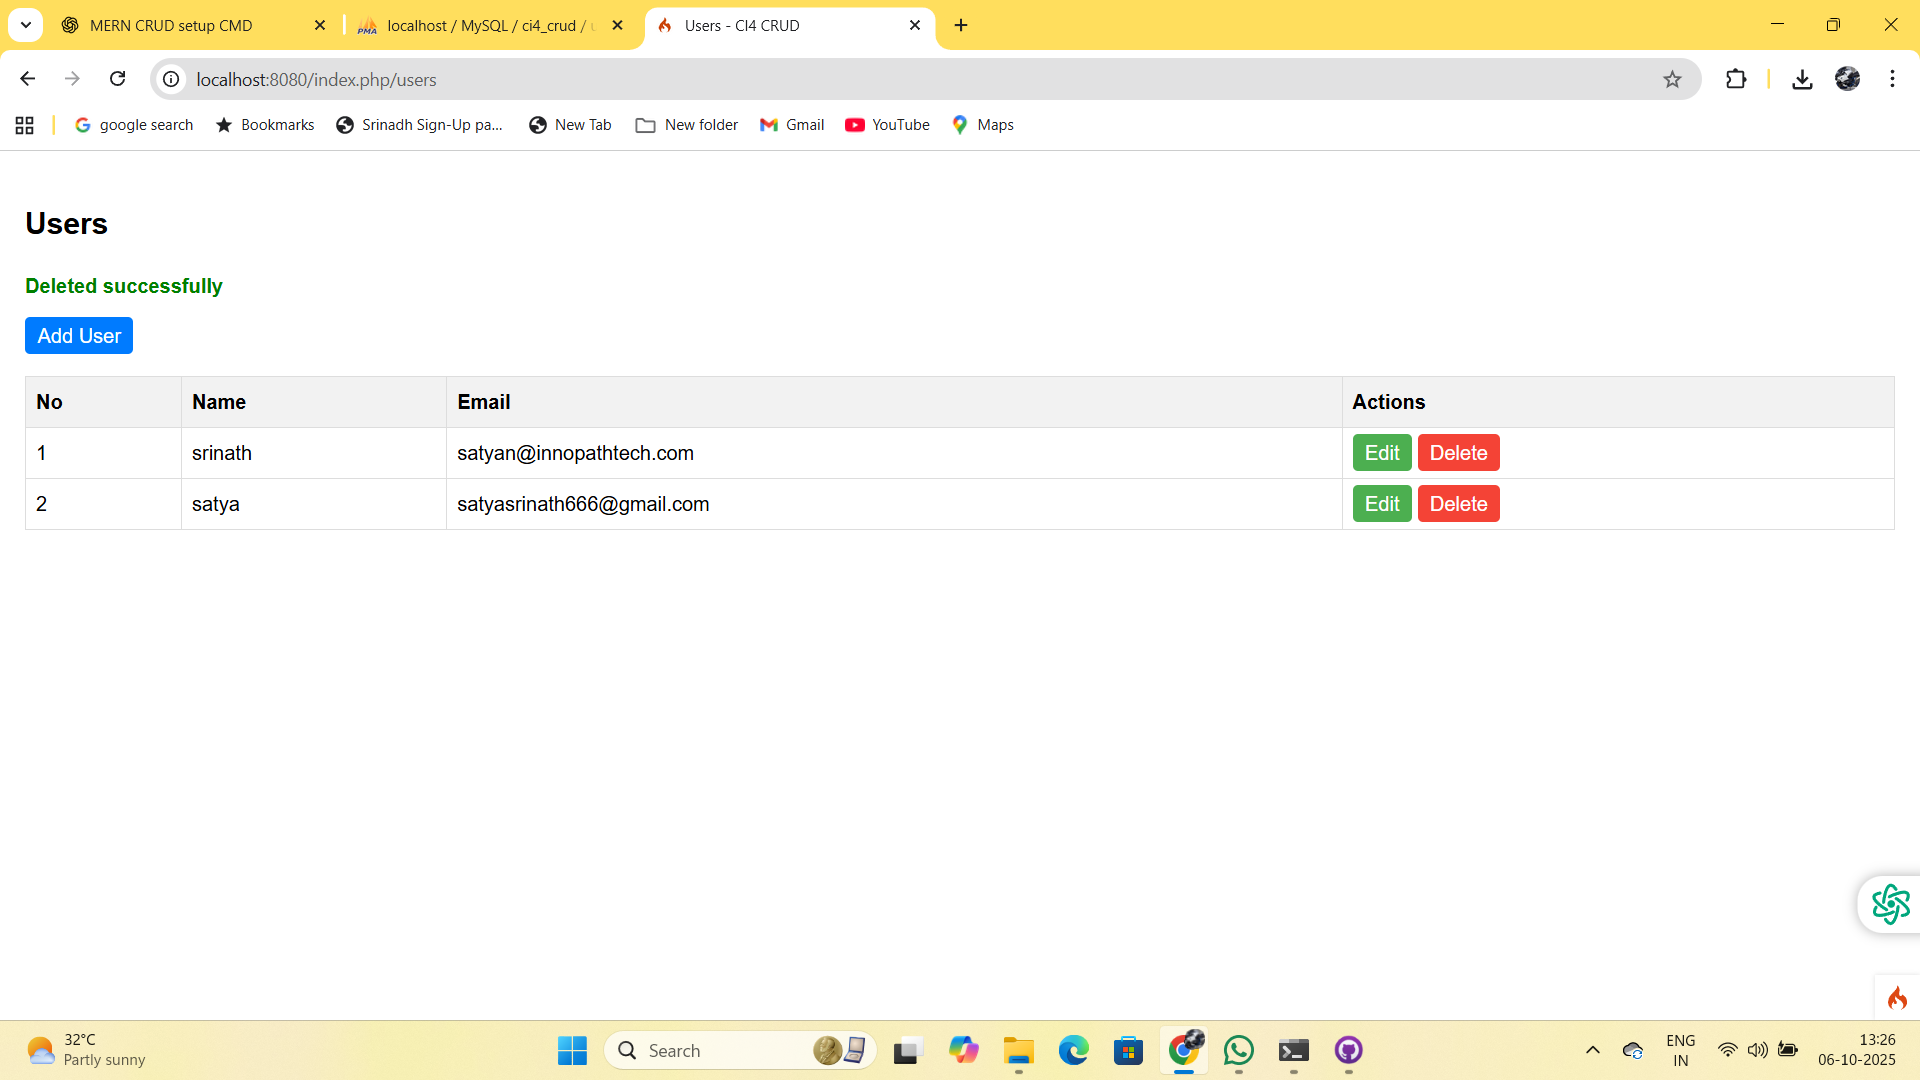 MERN CRUD setup CMD
localhost / MySQL / ci4_crud /
Users - CI4 CRUD
localhost:8080/index.php/users
google search
Bookmarks
Srinadh Sign-Up pa...
New Tab
New folder
Gmail
YouTube
Maps
Users
Deleted successfully
Add User
No Name Email Actions
1 srinath satyan@innopathtech.com Edit Delete
2 satya satyasrinath666@gmail.com Edit Delete
32°C
Partly sunny
Search
ENG
IN
13:26
06-10-2025